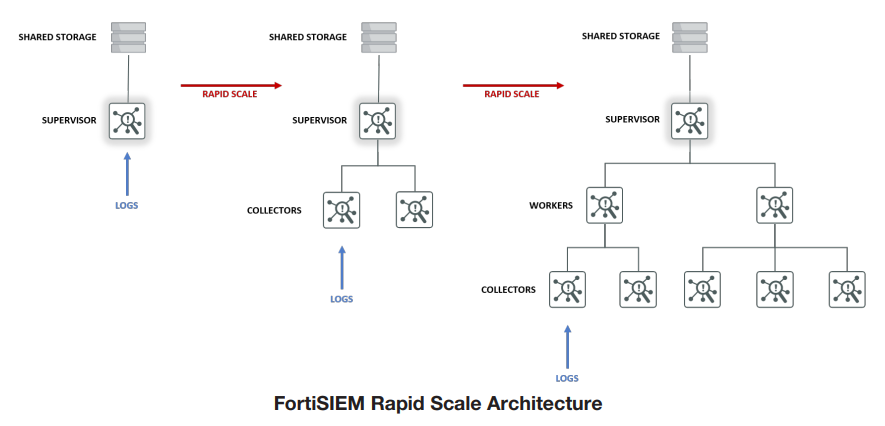 SHARED STORAGE
SHARED STORAGE
SHARED STORAGE
RAPID SCALE
RAPID SCALE
SUPERVISOR
SUPERVISOR
SUPERVISOR
LOGS
COLLECTORS
WORKERS
LOGS
COLLECTORS
LOGS
FortiSIEM Rapid Scale Architecture